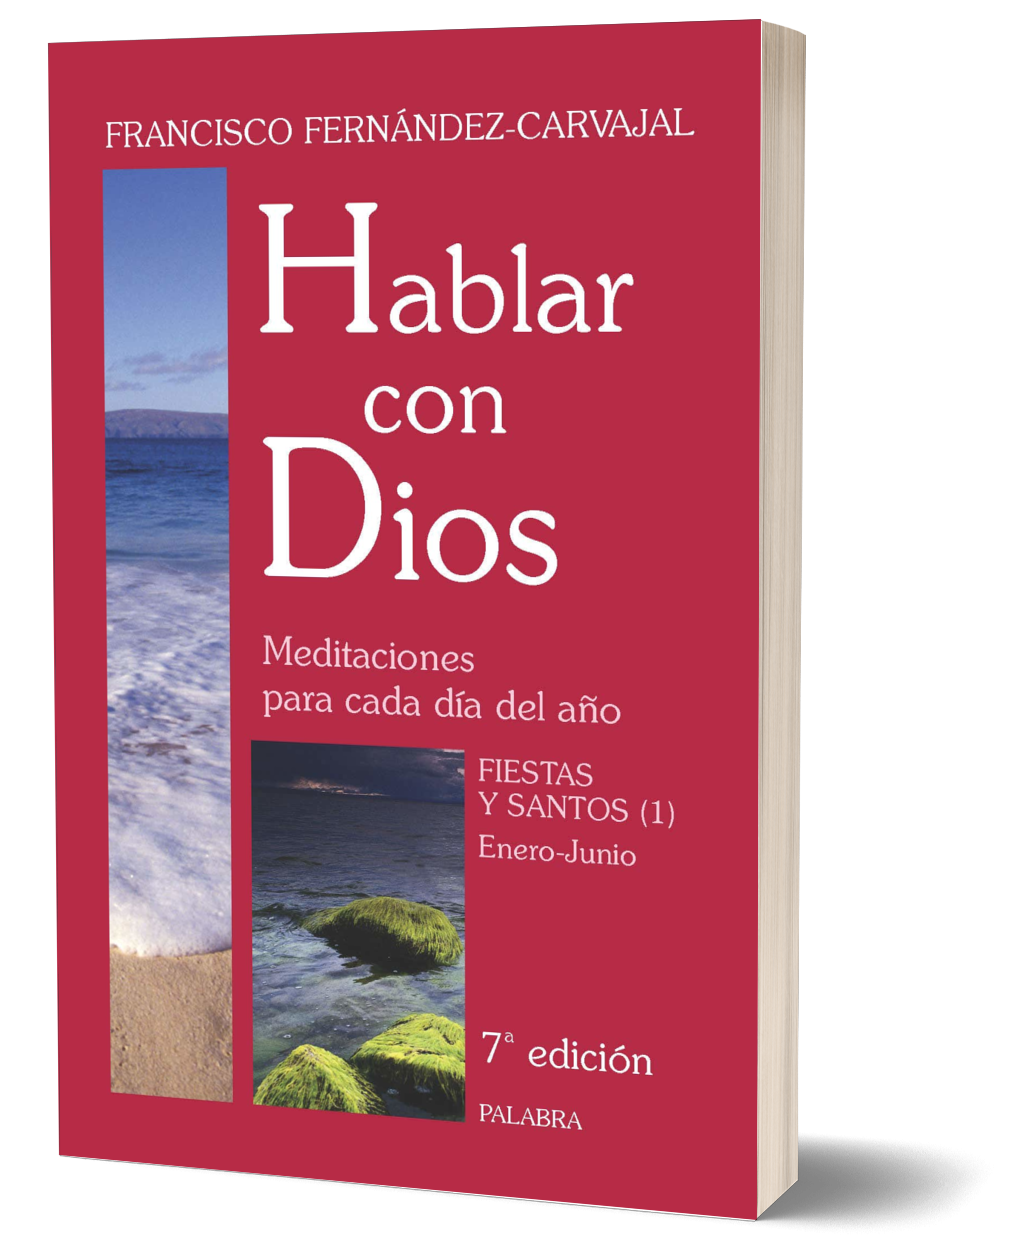 FRANCISCO FERNÁNDEZ-CARVAJAL
Hablar
con
Dios
Meditaciones
para cada día del año
FIESTAS
Y SANTOS (1)
Enero-Junio
7ª edición
PALABRA